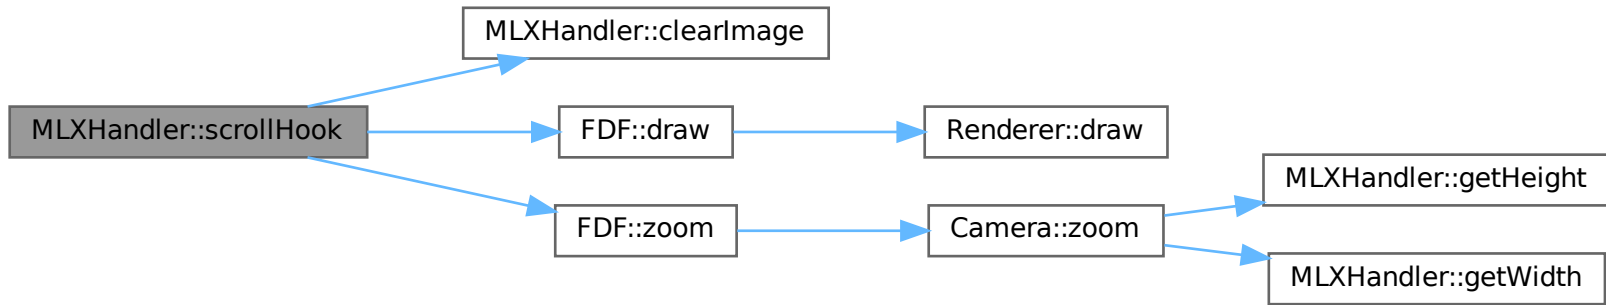 MLXHandler::clearImage
MLXHandler::scrollHook
FDF::draw
Renderer::draw
MLXHandler::getHeight
FDF::zoom
Camera::zoom
MLXHandler::getWidth